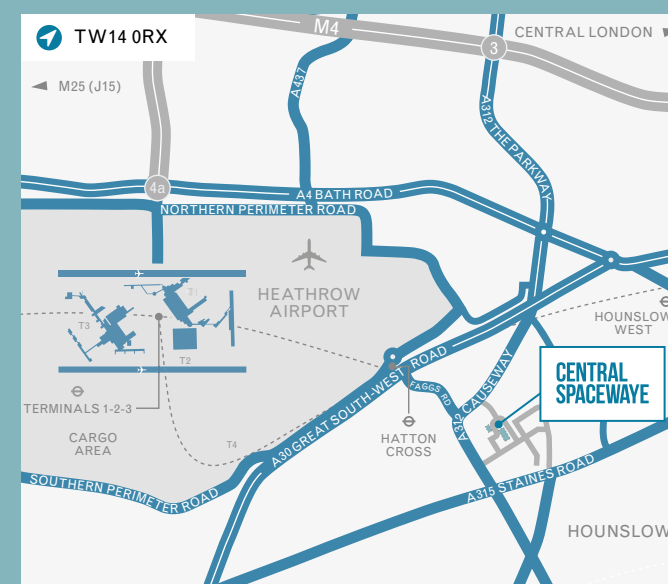 TW14 0RX
M4
3
CENTRAL LONDON
M25 (J15)
A437
A312 THE PARKWAY
4a
A4 BATH ROAD
NORTHERN PERIMETER ROAD
HEATHROW
AIRPORT
T1
T3
T2
HOUNSLOW
WEST
CENTRAL
SPACEWAYE
FAGGS RD
A312 CAUSEWAY
A30 GREAT SOUTH-WEST ROAD
TERMINALS 1-2-3
HATTON
CROSS
CARGO
AREA
T4
A315 STAINES ROAD
SOUTHERN PERIMETER ROAD
HOUNSLOW